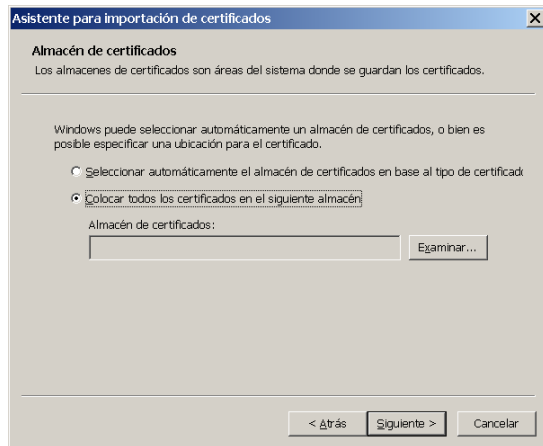 Asistente para importación de certificados
Almacén de certificados
Los almacenes de certificados son áreas del sistema donde se guardan los certificados.
Windows puede seleccionar automáticamente un almacén de certificados, o bien es
posible especificar una ubicación para el certificado.
Seleccionar automáticamente el almacén de certificados en base al tipo de certificad
Colocar todos los certificados en el siguiente almacén
Almacén de certificados:
Examinar...
< Atrás Siguiente > Cancelar